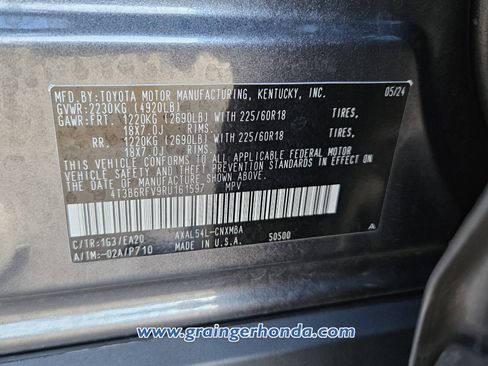 MFD.BY:TOYOTA MOTOR MANUFACTURING, KENTUCKY, INC. 05/24
GVWR:2230KG (4920LB)
GAWR:FRT. 1220KG (2690LB) WITH 225/60R18 TIRES,
18X7.0J RIMS.
RR. 1220KG (2690LB) WITH 225/60R18 TIRES,
18X7.0J RIMS.
THIS VEHICLE CONFORMS TO ALL APPLICABLE FEDERAL MOTOR
VEHICLE SAFETY AND THEFT PREVENTION STANDARDS IN EFFECT ON
THE DATE OF MANUFACTURE SHOWN ABOVE.
4T3B6RFV9RU161597 MPV
C/TR:1G3/EA20 AXAL54L-CNXMBA 50500
A/TM:-02A/P710 MADE IN U.S.A.
www.graingerhonda.com